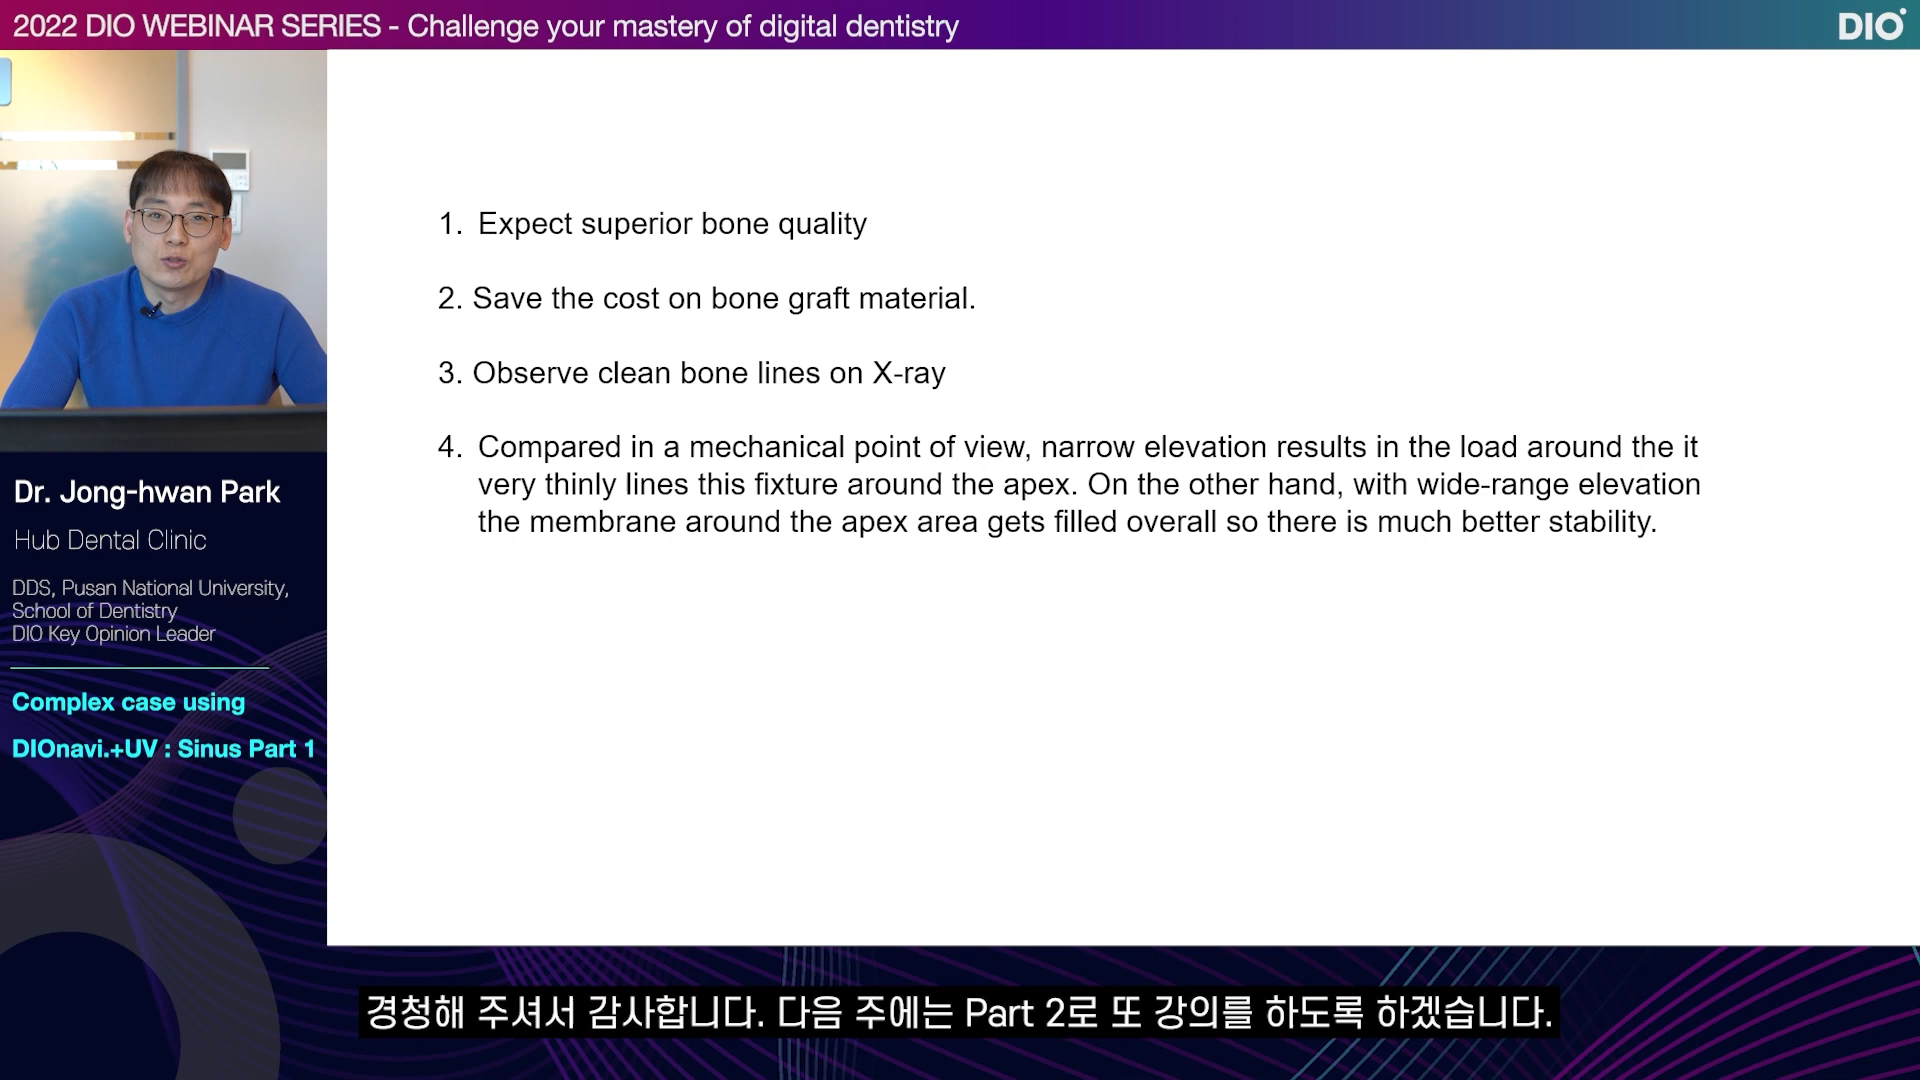 2022 DIO WEBINAR SERIES - Challenge your mastery of digital dentistry
DIO
1. Expect superior bone quality
2. Save the cost on bone graft material.
3. Observe clean bone lines on X-ray
4. Compared in a mechanical point of view, narrow elevation results in the load around the it
very thinly lines this fixture around the apex. On the other hand, with wide-range elevation
the membrane around the apex area gets filled overall so there is much better stability.
Dr. Jong-hwan Park
Hub Dental Clinic
DDS, Pusan National University,
School of Dentistry
DIO Key Opinion Leader
Complex case using
DIOnavi.+UV : Sinus Part 1
경청해 주셔서 감사합니다. 다음 주에는 Part 2로 또 강의를 하도록 하겠습니다.